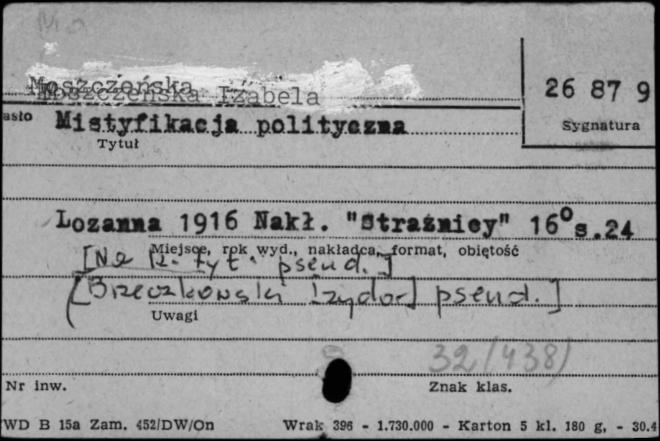 Moszczeńska
Moszczeńska Izabela
26 87 9
asło
Mistyfikacja polityczna
Sygnatura
Tytuł
Lozanna 1916 Nakł. "Strażnicy" 16° s.24
Miejsce, rok wyd., nakładca, format, objętość
[Na k. tyt. pseud.]
[Brzeczkowski Izydor] pseud.]
Uwagi
32/438)
Nr inw.
Znak klas.
WD B 15a Zam. 452/DW/On Wrak 396 - 1.730.000 - Karton 5 kl. 180 g, - 30.4